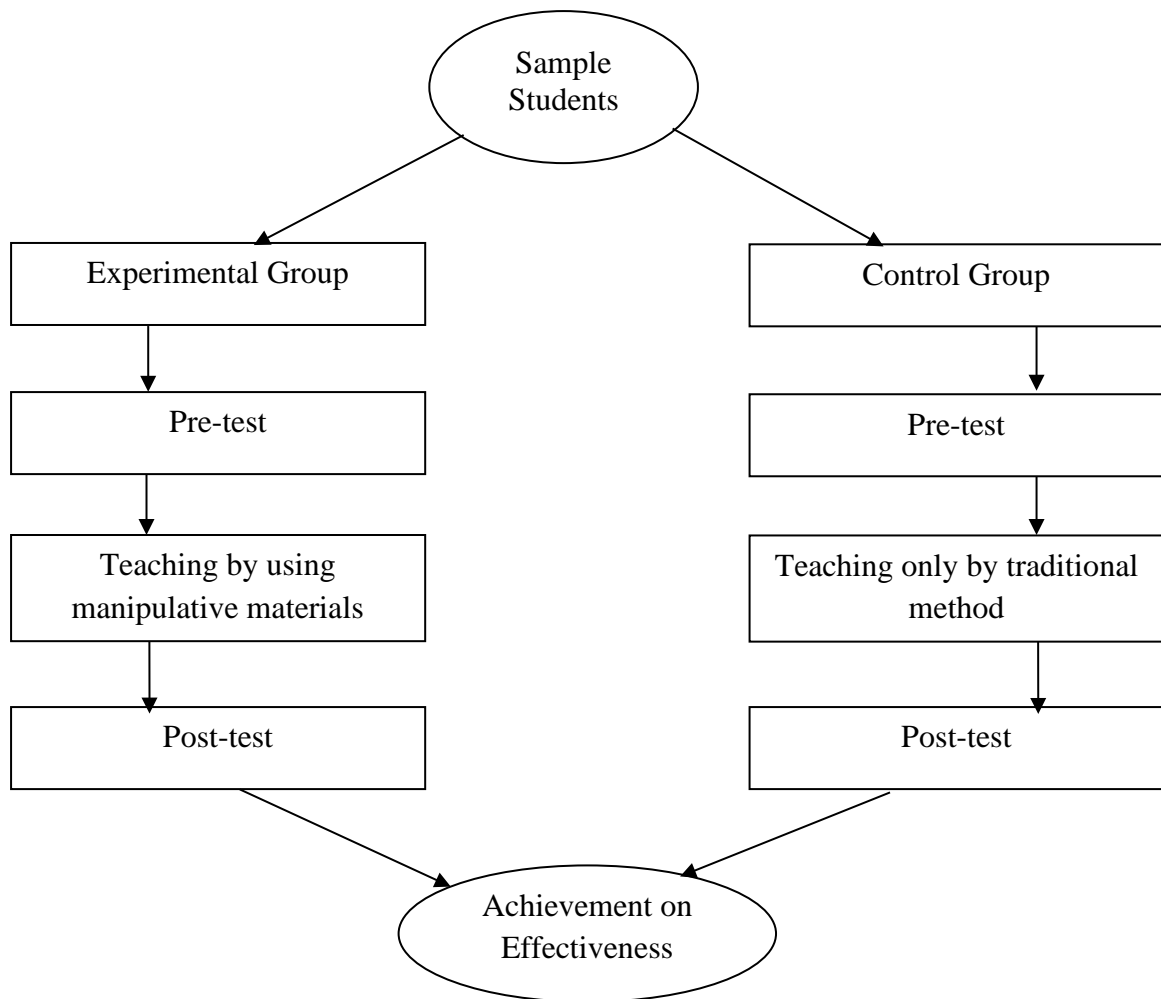 Sample
Students
Experimental Group
Control Group
Pre-test
Pre-test
Teaching by using
manipulative materials
Teaching only by traditional
method
Post-test
Post-test
Achievement on
Effectiveness